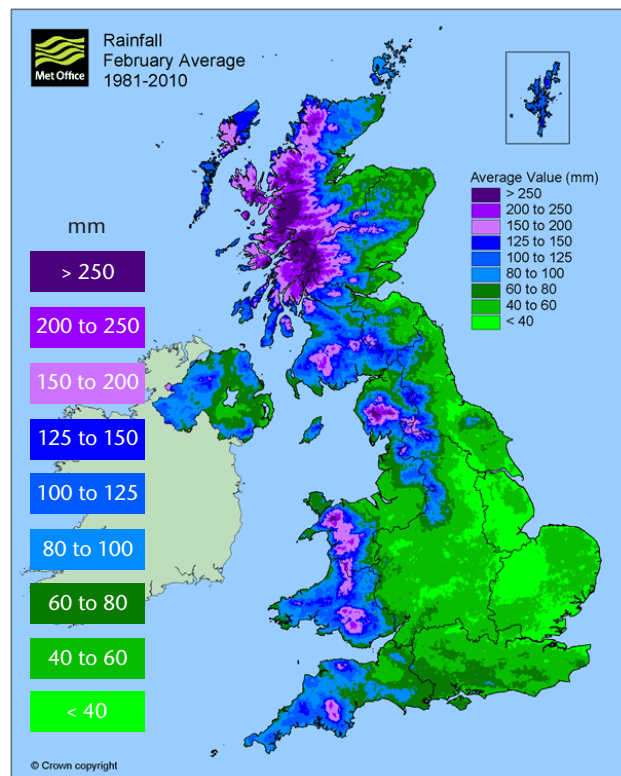 Met Office
Rainfall
February Average
1981-2010
mm
> 250
200 to 250
150 to 200
125 to 150
100 to 125
80 to 100
60 to 80
40 to 60
< 40
Average Value (mm)
> 250
200 to 250
150 to 200
125 to 150
100 to 125
80 to 100
60 to 80
40 to 60
< 40
© Crown copyright